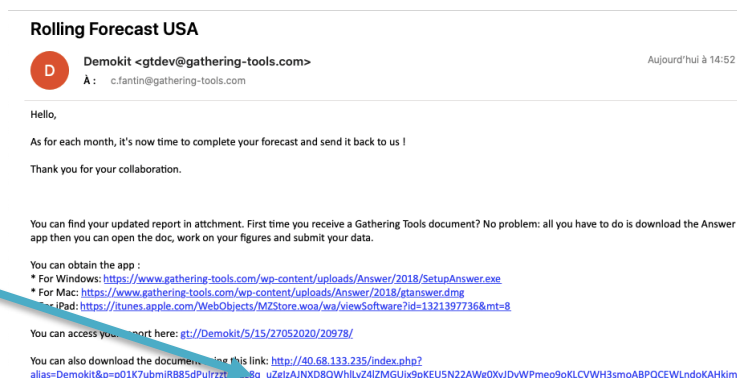 Rolling Forecast USA
D
Demokit <gtdev@gathering-tools.com>
Aujourd'hui à 14:52
À : c.fantin@gathering-tools.com
Hello,
As for each month, it's now time to complete your forecast and send it back to us !
Thank you for your collaboration.
You can find your updated report in attchment. First time you receive a Gathering Tools document? No problem: all you have to do is download the Answer
app then you can open the doc, work on your figures and submit your data.
You can obtain the app :
* For Windows: https://www.gathering-tools.com/wp-content/uploads/Answer/2018/SetupAnswer.exe
* For Mac: https://www.gathering-tools.com/wp-content/uploads/Answer/2018/gtanswer.dmg
iPad: https://itunes.apple.com/WebObjects/MZStore.woa/wa/viewSoftware?id=1321397736&mt=8
You can access your report here: gt://Demokit/5/15/27052020/20978/
You can also download the document using this link: http://40.68.133.235/index.php?